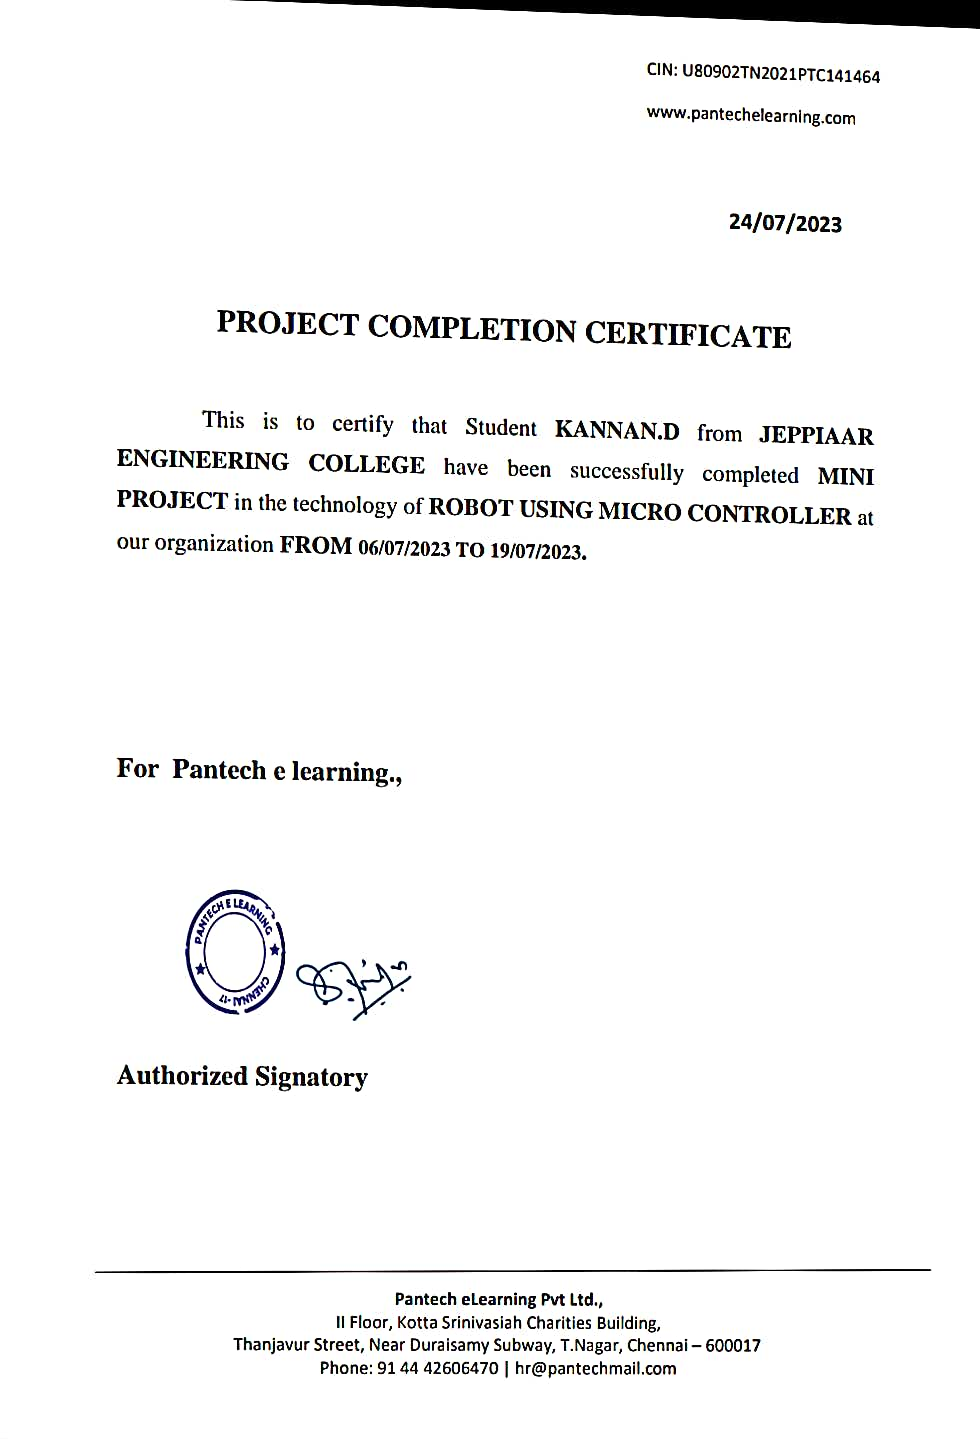 CIN: U80902TN2021PTC141464
www.pantechelearning.com
24/07/2023
PROJECT COMPLETION CERTIFICATE
This is to certify that Student KANNAN.D from JEPPIAAR
ENGINEERING COLLEGE have been successfully completed MINI
PROJECT in the technology of ROBOT USING MICRO CONTROLLER at
our organization FROM 06/07/2023 TO 19/07/2023.
For Pantech e learning.,
PANTECH E LEARNING
CHENNAI-17
Authorized Signatory
Pantech eLearning Pvt Ltd.,
II Floor, Kotta Srinivasiah Charities Building,
Thanjavur Street, Near Duraisamy Subway, T.Nagar, Chennai – 600017
Phone: 91 44 42606470 | hr@pantechmail.com